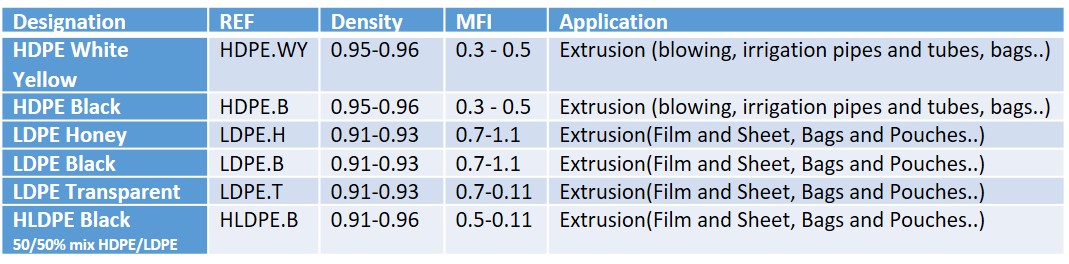 Designation REF Density MFI Application
HDPE White HDPE.WY 0.95-0.96 0.3 - 0.5 Extrusion (blowing, irrigation pipes and tubes, bags..)
Yellow
HDPE Black HDPE.B 0.95-0.96 0.3 - 0.5 Extrusion (blowing, irrigation pipes and tubes, bags..)
LDPE Honey LDPE.H 0.91-0.93 0.7-1.1 Extrusion(Film and Sheet, Bags and Pouches..)
LDPE Black LDPE.B 0.91-0.93 0.7-1.1 Extrusion(Film and Sheet, Bags and Pouches..)
LDPE Transparent LDPE.T 0.91-0.93 0.7-0.11 Extrusion(Film and Sheet, Bags and Pouches..)
HLDPE Black HLDPE.B 0.91-0.96 0.5-0.11 Extrusion(Film and Sheet, Bags and Pouches..)
50/50% mix HDPE/LDPE